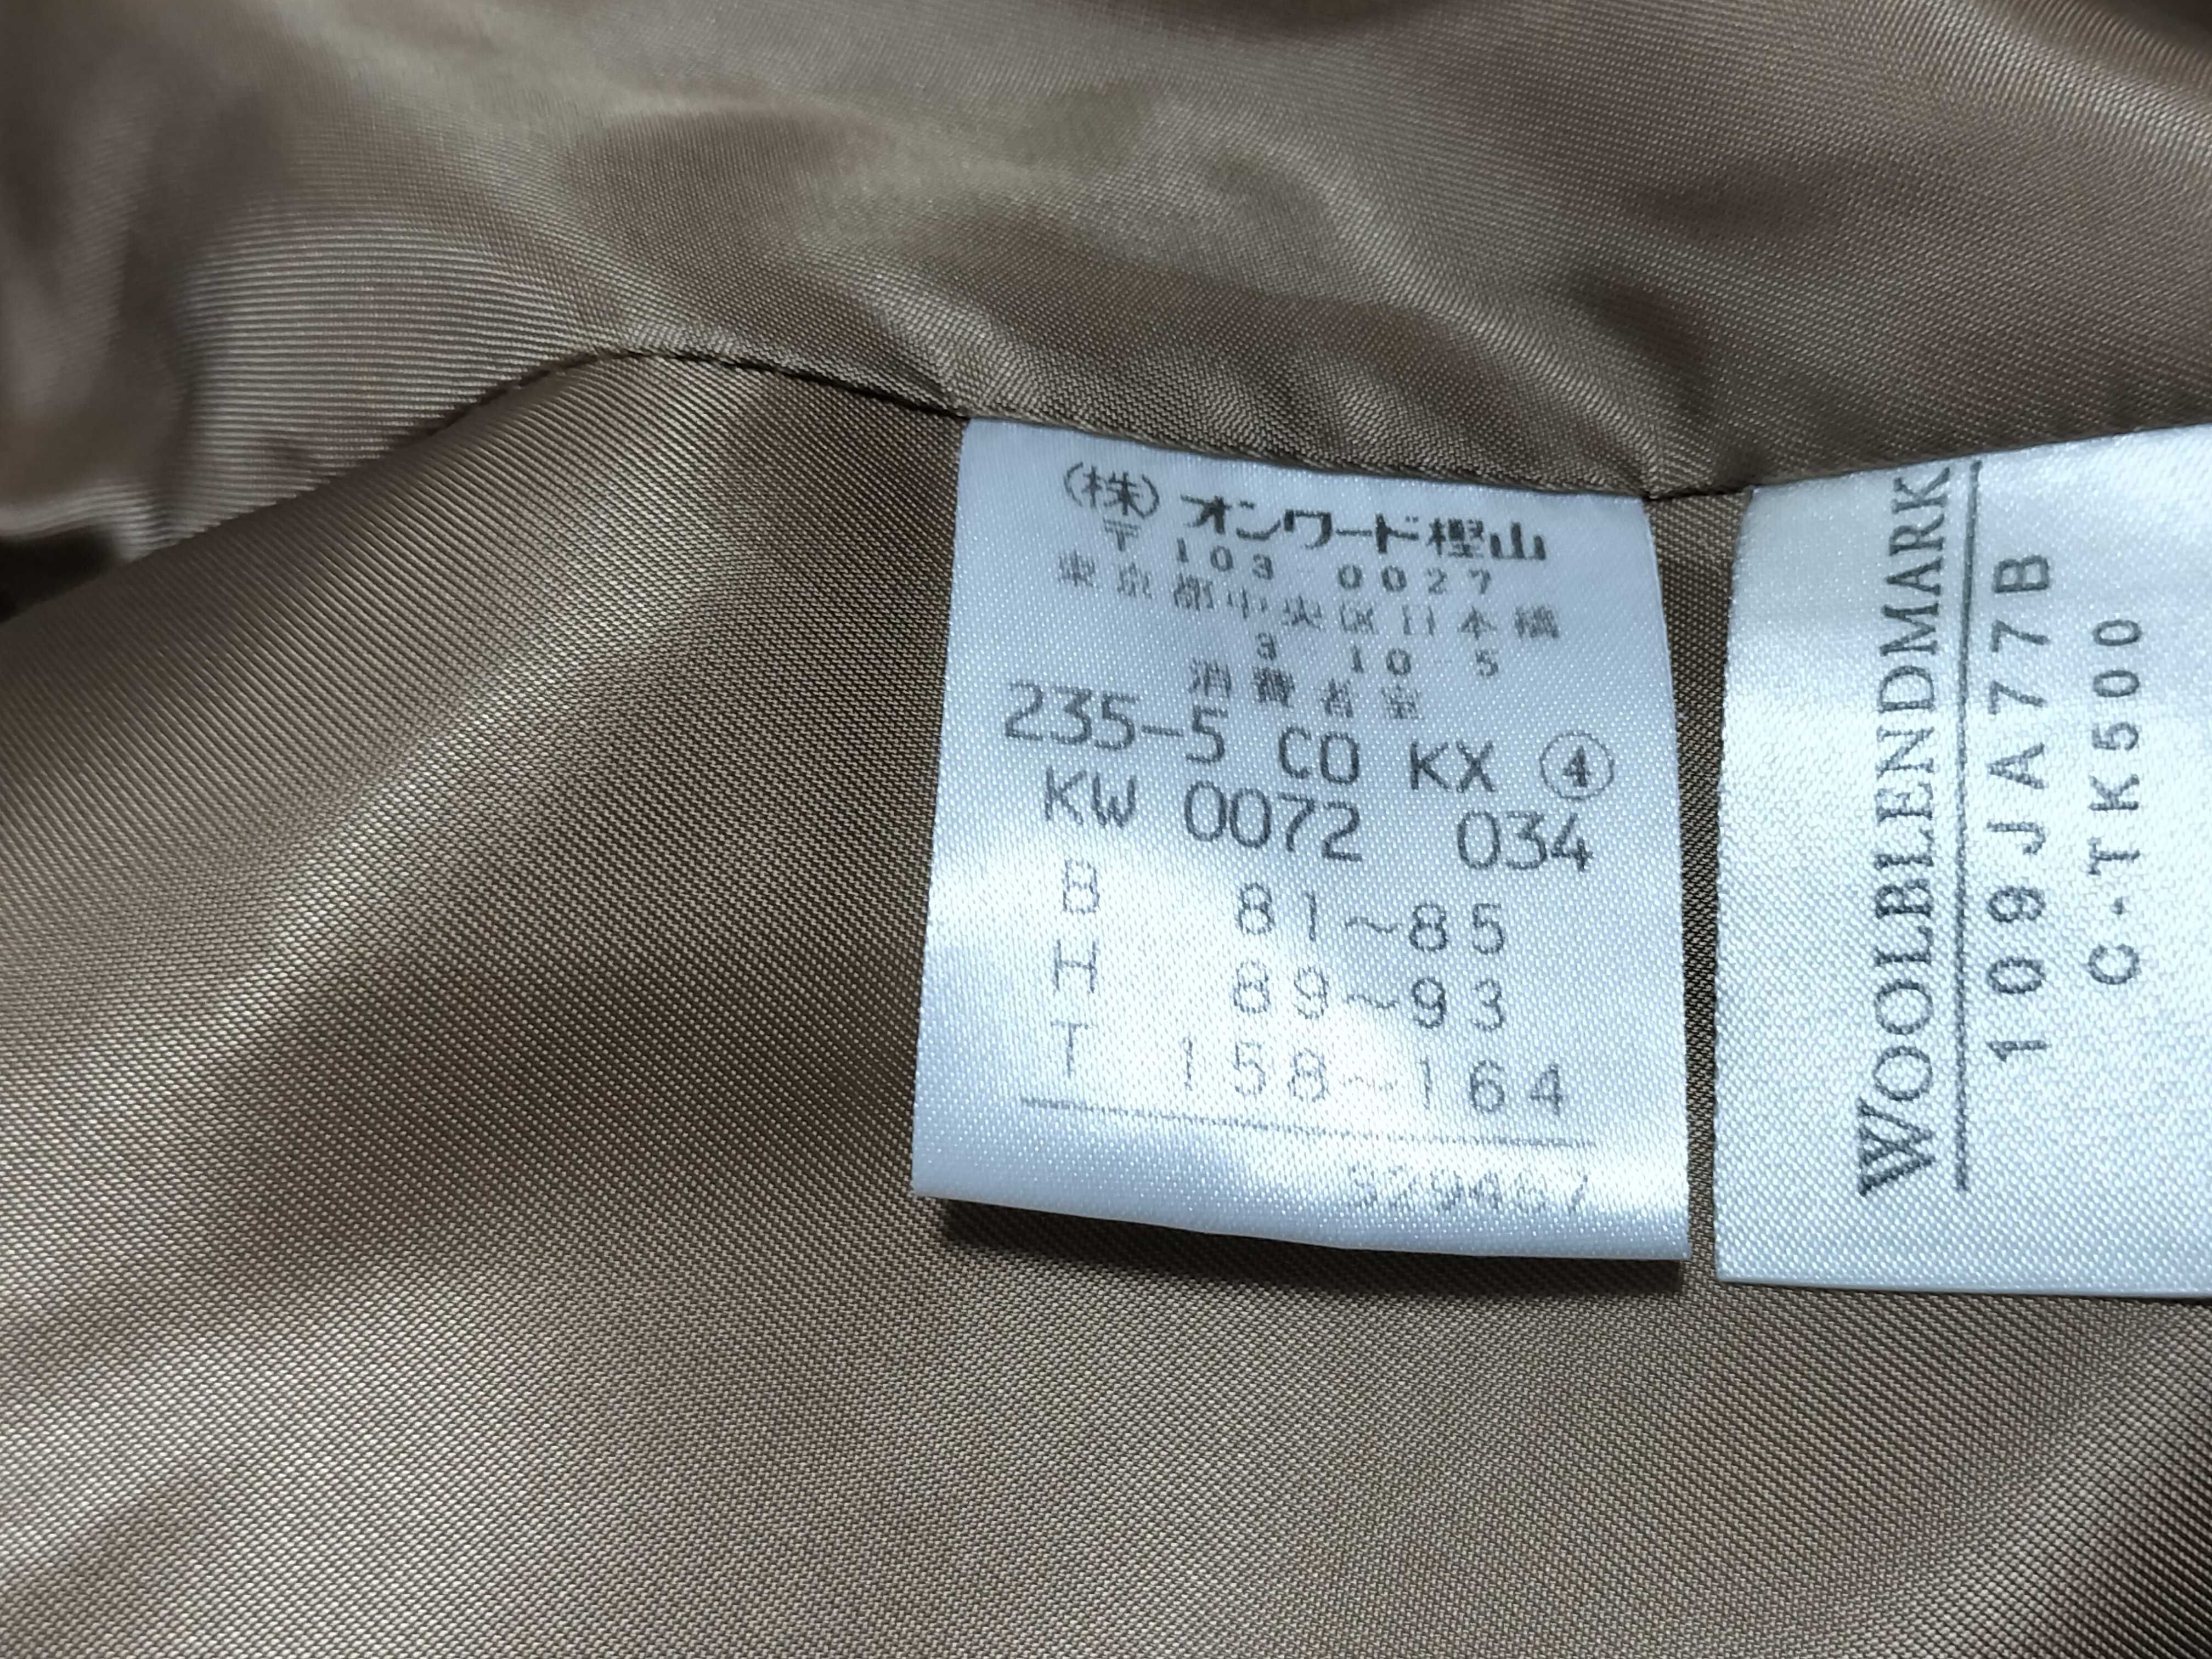 (株)オンワード樫山
〒103-0027
東京都中央区日本橋
3-10-5
消費者室
235-5 CO KX ④
KW 0072 034
B 81~85
H 89~93
T 158~164
WOOLBLENDMARK
109JA77B
C-TK500